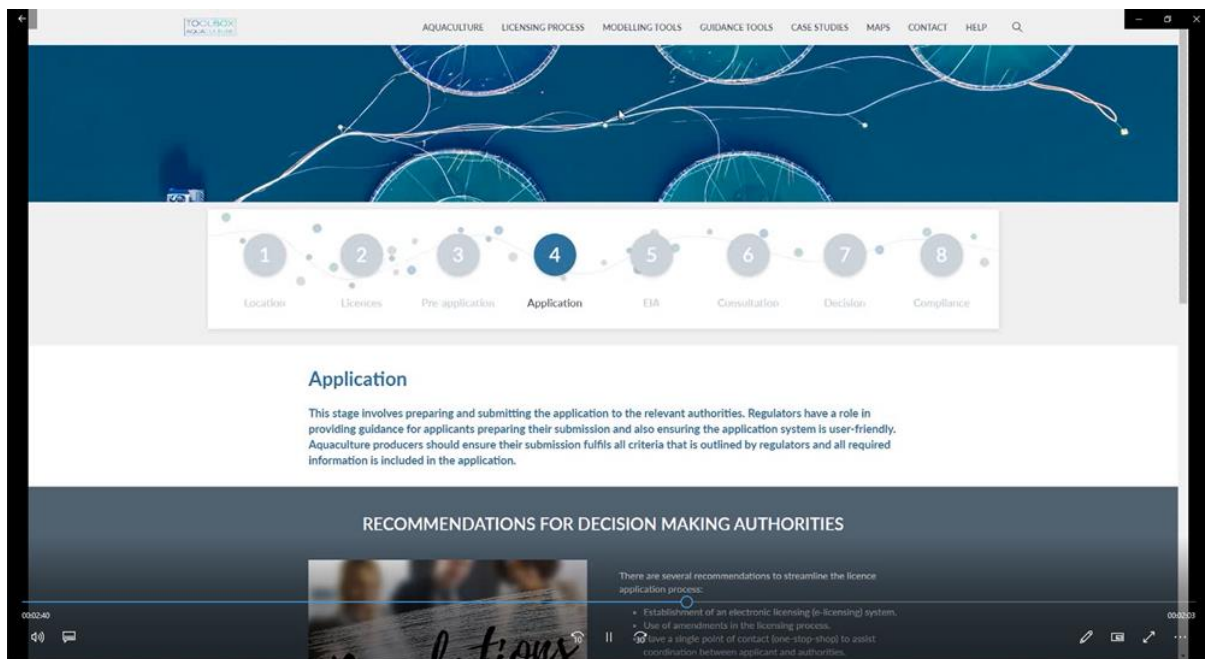 TOOLBOX
AQUACULTURE
AQUACULTURE LICENSING PROCESS MODELLING TOOLS GUIDANCE TOOLS CASE STUDIES MAPS CONTACT HELP
1 2 3 4 5 6 7 8
Location Licences Pre-application Application EIA Consultation Decision Compliance
Application
This stage involves preparing and submitting the application to the relevant authorities. Regulators have a role in
providing guidance for applicants preparing their submission and also ensuring the application system is user-friendly.
Aquaculture producers should ensure their submission fulfils all criteria that is outlined by regulators and all required
information is included in the application.
RECOMMENDATIONS FOR DECISION MAKING AUTHORITIES
There are several recommendations to streamline the licence
application process:
• Establishment of an electronic licensing (e-licensing) system.
• Use of amendments in the licensing process.
have a single point of contact (one-stop-shop) to assist
coordination between applicant and authorities.
00:02:40 00:02:03
10 30